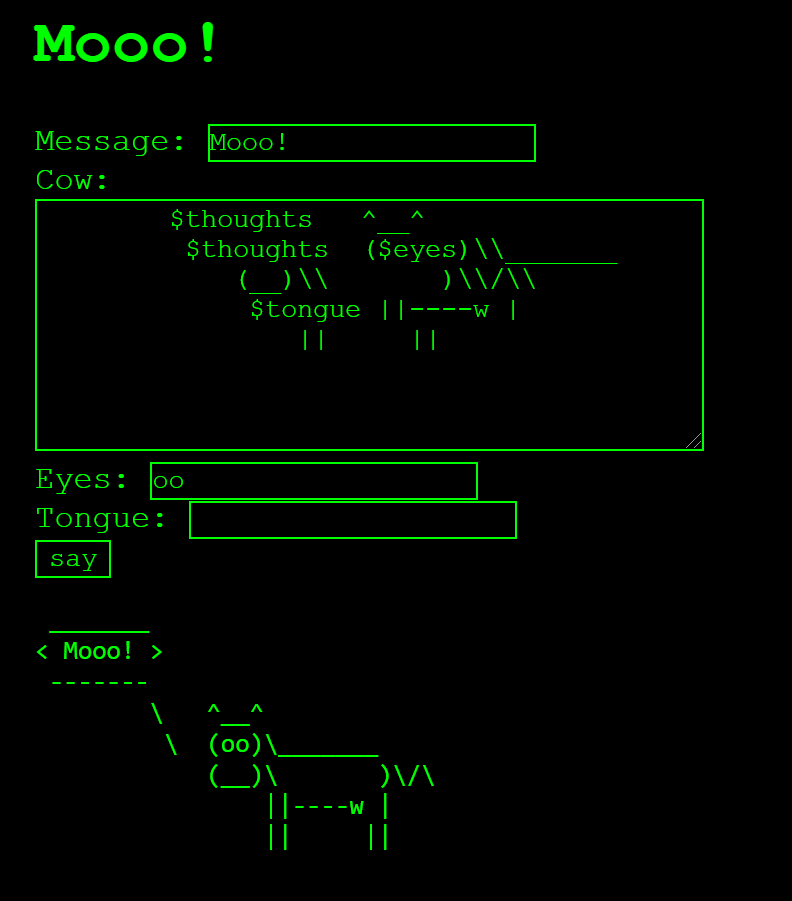 Mooo!
Message: Mooo!
Cow:
        $thoughts   ^__^
         $thoughts  ($eyes)\\_______
            (__)\\       )\\/\\
             $tongue ||----w |
                ||     ||
Eyes: oo
Tongue:
say
 _______
< Mooo! >
 -------
        \   ^__^
         \  (oo)\_______
            (__)\       )\/\
                ||----w |
                ||     ||